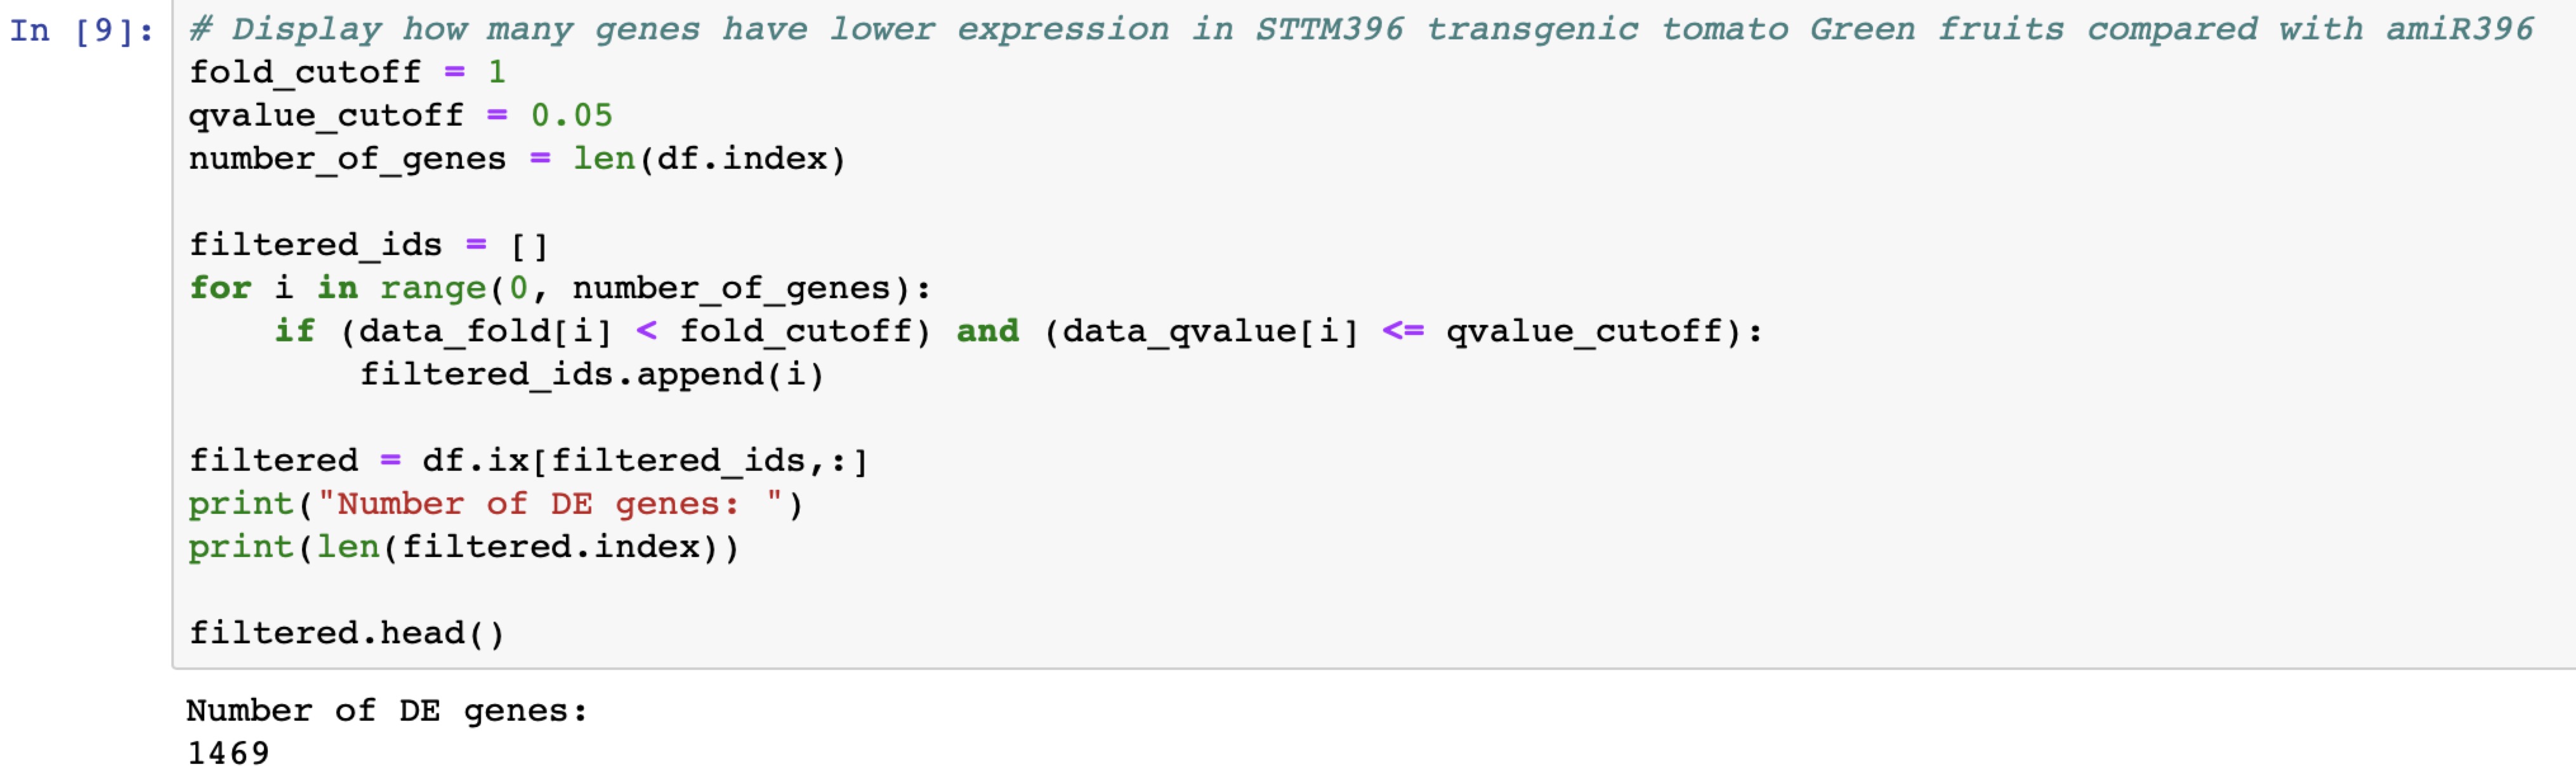 In [9]: # Display how many genes have lower expression in STTM396 transgenic tomato Green fruits compared with amiR396
fold_cutoff = 1
qvalue_cutoff = 0.05
number_of_genes = len(df.index)

filtered_ids = []
for i in range(0, number_of_genes):
    if (data_fold[i] < fold_cutoff) and (data_qvalue[i] <= qvalue_cutoff):
        filtered_ids.append(i)

filtered = df.ix[filtered_ids,:]
print("Number of DE genes: ")
print(len(filtered.index))

filtered.head()
Number of DE genes:
1469